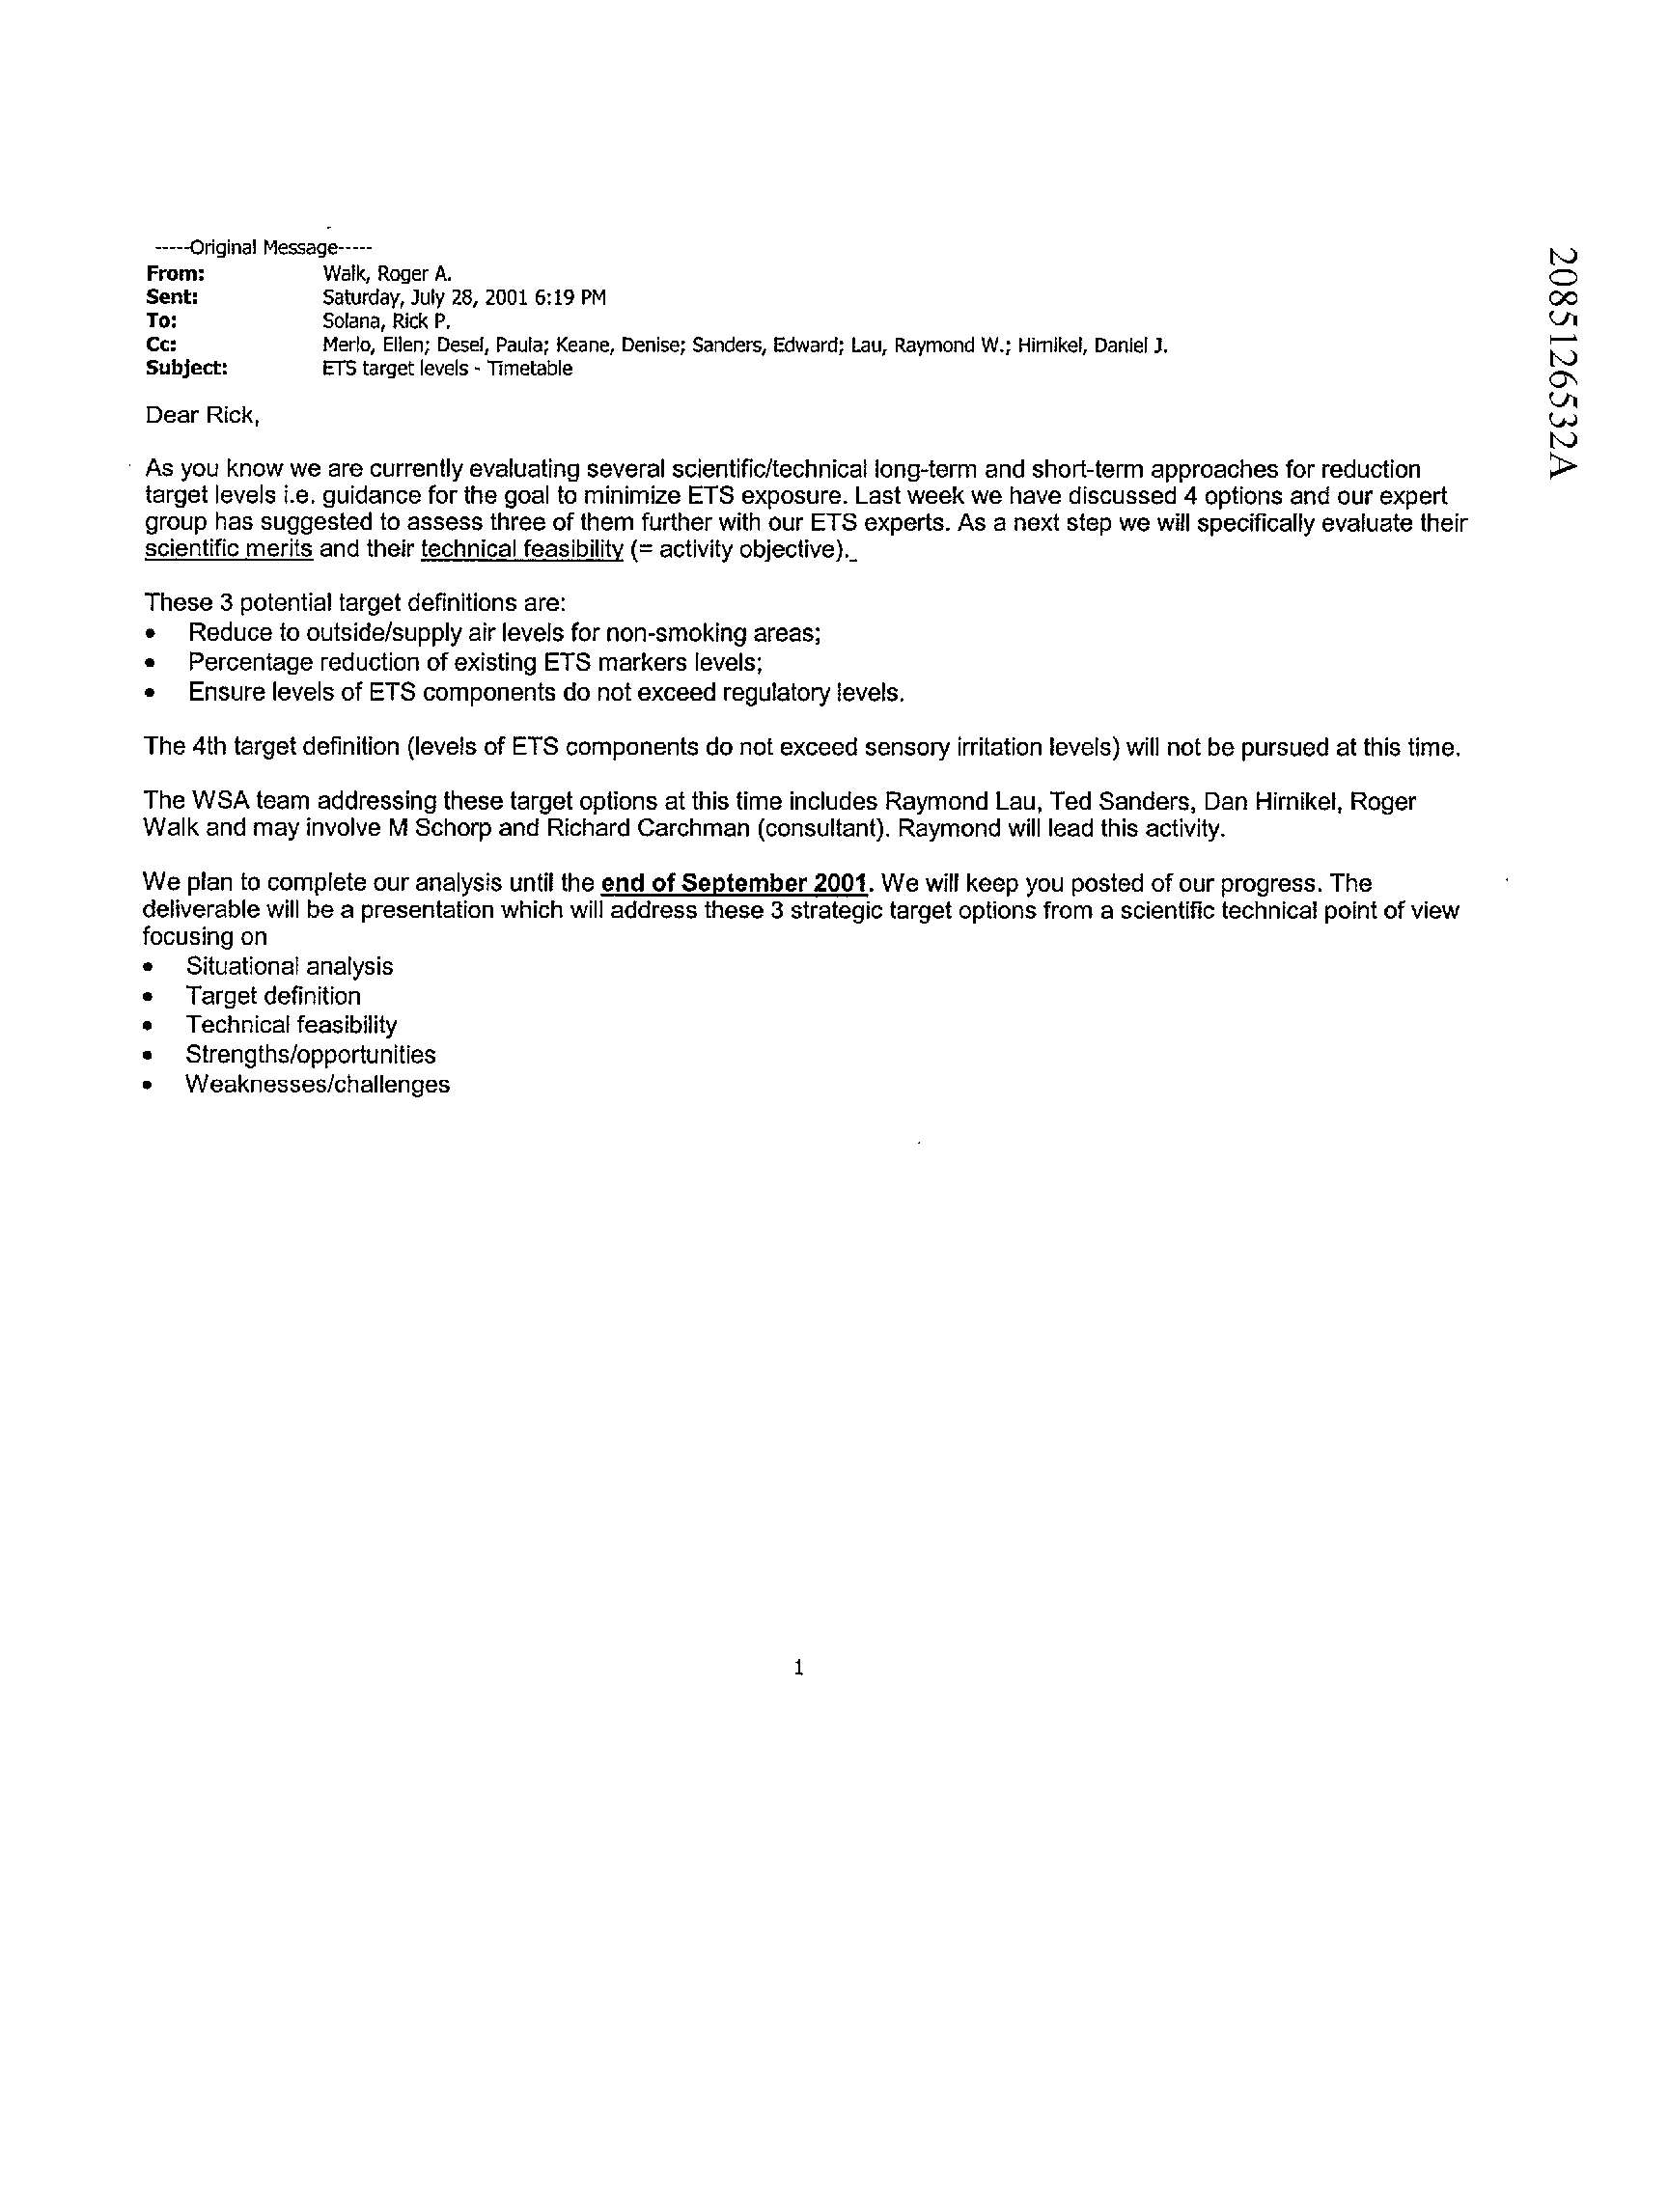 -----Original Message-----
From: Walk, Roger A.
Sent: Saturday, July 28, 2001 6:19 PM
To: Solana, Rick P.
Cc: Merlo, Ellen; Desel, Paula; Keane, Denise; Sanders, Edward; Lau, Raymond W.; Hirnikel, Daniel J.
Subject: ETS target levels - Timetable
Dear Rick,
As you know we are currently evaluating several scientific/technical long-term and short-term approaches for reduction
target levels i.e. guidance for the goal to minimize ETS exposure. Last week we have discussed 4 options and our expert
group has suggested to assess three of them further with our ETS experts. As a next step we will specifically evaluate their
scientific merits and their technical feasibility (= activity objective).
These 3 potential target definitions are:
• Reduce to outside/supply air levels for non-smoking areas;
• Percentage reduction of existing ETS markers levels;
• Ensure levels of ETS components do not exceed regulatory levels.
The 4th target definition (levels of ETS components do not exceed sensory irritation levels) will not be pursued at this time.
The WSA team addressing these target options at this time includes Raymond Lau, Ted Sanders, Dan Hirnikel, Roger
Walk and may involve M Schorp and Richard Carchman (consultant). Raymond will lead this activity.
We plan to complete our analysis until the end of September 2001. We will keep you posted of our progress. The
deliverable will be a presentation which will address these 3 strategic target options from a scientific technical point of view
focusing on
• Situational analysis
• Target definition
• Technical feasibility
• Strengths/opportunities
• Weaknesses/challenges
1
2085126532A